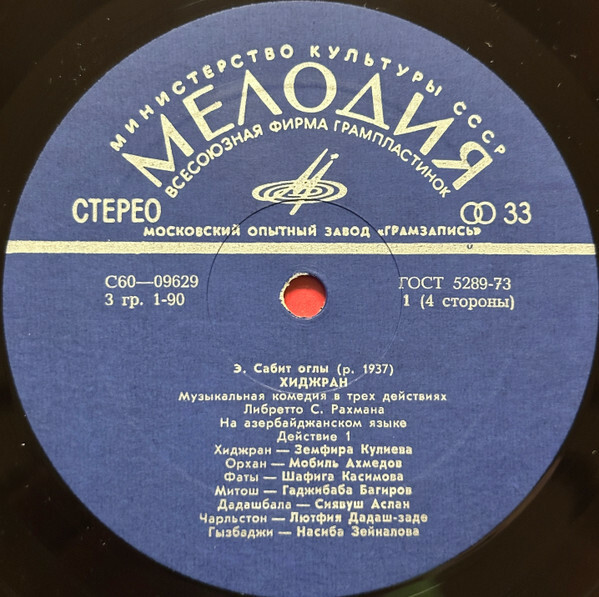 МИНИСТЕРСТВО КУЛЬТУРЫ СССР
МЕЛОДИЯ
ВСЕСОЮЗНАЯ ФИРМА ГРАМПЛАСТИНОК
СТЕРЕО
33
МОСКОВСКИЙ ОПЫТНЫЙ ЗАВОД «ГРАМЗАПИСЬ»
С60—09629
ГОСТ 5289-73
3 гр. 1-90
1 (4 стороны)
Э. Сабит оглы (р. 1937)
ХИДЖРАН
Музыкальная комедия в трех действиях
Либретто С. Рахмана
На азербайджанском языке
Действие 1
Хиджран — Земфира Кулиева
Орхан — Мобиль Ахмедов
Фаты — Шафига Касимова
Митош — Гаджибаба Багиров
Дадашбала — Сиявуш Аслан
Чарльстон — Лютфия Дадаш-заде
Гызбаджи — Насиба Зейналова